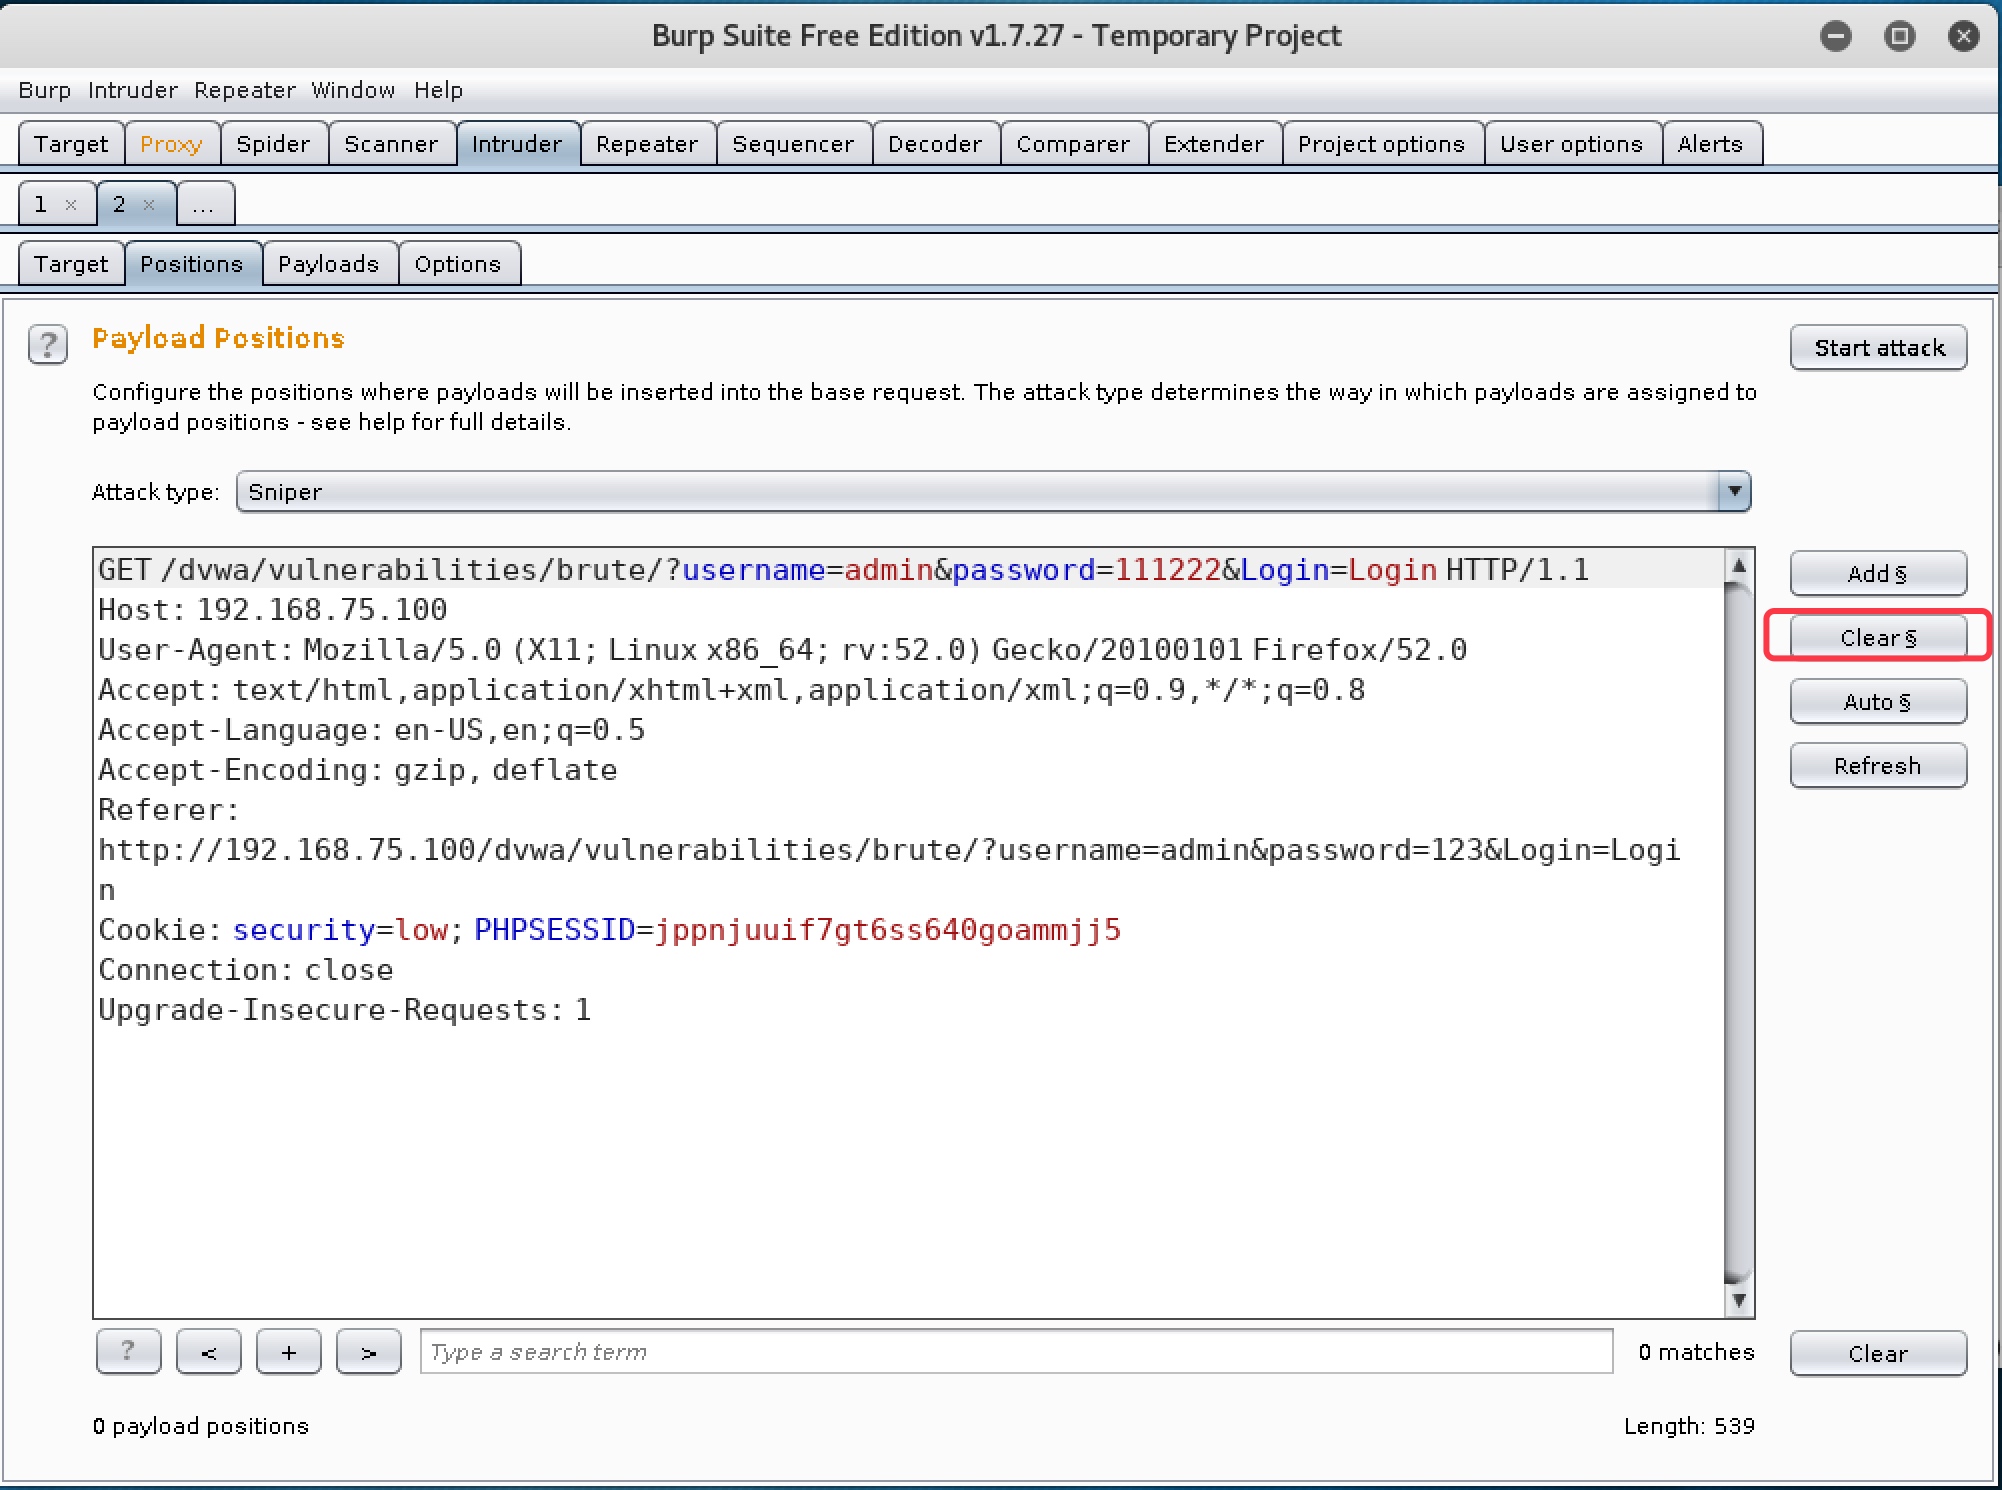 Burp Suite Free Edition v1.7.27 - Temporary Project
Burp Intruder Repeater Window Help
Target Proxy Spider Scanner Intruder Repeater Sequencer Decoder Comparer Extender Project options User options Alerts
1 × 2 × ...
Target Positions Payloads Options
? Payload Positions
Start attack
Configure the positions where payloads will be inserted into the base request. The attack type determines the way in which payloads are assigned to
payload positions - see help for full details.
Attack type: Sniper
GET /dvwa/vulnerabilities/brute/?username=admin&password=111222&Login=Login HTTP/1.1
Host: 192.168.75.100
User-Agent: Mozilla/5.0 (X11; Linux x86_64; rv:52.0) Gecko/20100101 Firefox/52.0
Accept: text/html,application/xhtml+xml,application/xml;q=0.9,*/*;q=0.8
Accept-Language: en-US,en;q=0.5
Accept-Encoding: gzip, deflate
Referer:
http://192.168.75.100/dvwa/vulnerabilities/brute/?username=admin&password=123&Login=Logi
n
Cookie: security=low; PHPSESSID=jppnjuuif7gt6ss640goammjj5
Connection: close
Upgrade-Insecure-Requests: 1
Add §
Clear §
Auto §
Refresh
? < + > Type a search term 0 matches Clear
0 payload positions Length: 539